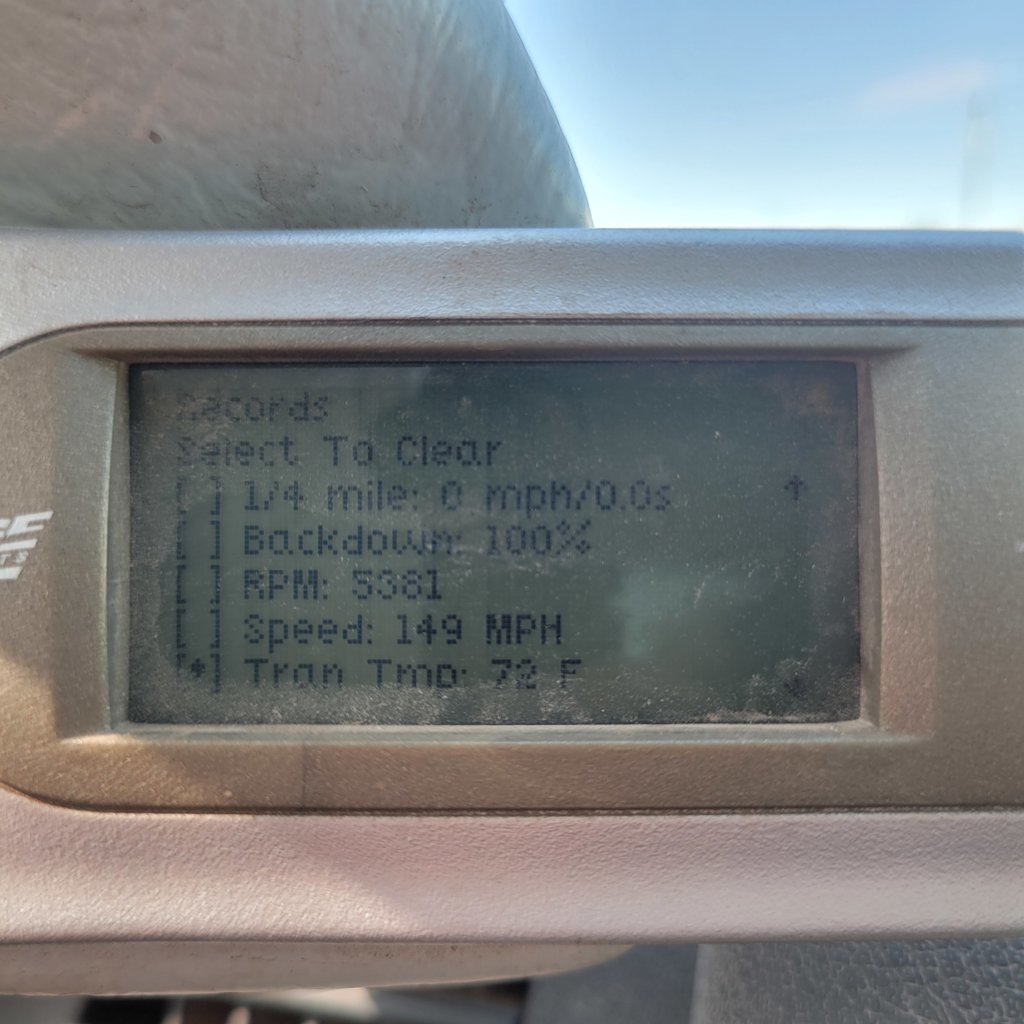 Records
Select To Clear
[ ] 1/4 mile: 0 mph/0.0s ↑
[ ] Backdown: 100%
[ ] RPM: 5381
[ ] Speed: 149 MPH
[↑] Tran Tmp: 72 F